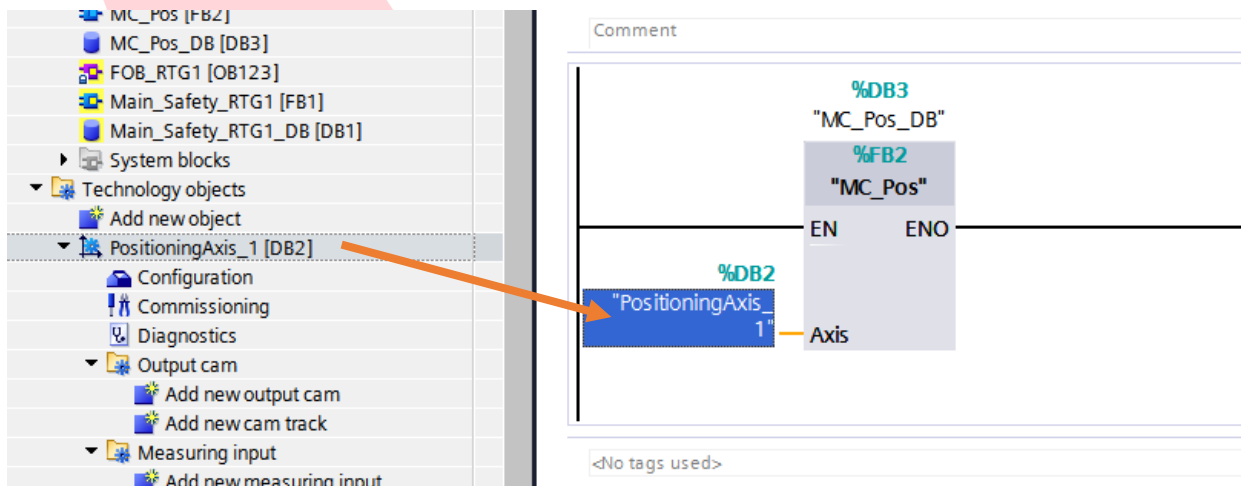 MC_Pos [FB2]
MC_Pos_DB [DB3]
FOB_RTG1 [OB123]
Main_Safety_RTG1 [FB1]
Main_Safety_RTG1_DB [DB1]
System blocks
Technology objects
Add new object
PositioningAxis_1 [DB2]
Configuration
Commissioning
Diagnostics
Output cam
Add new output cam
Add new cam track
Measuring input
Add new measuring input
Comment
%DB3
"MC_Pos_DB"
%FB2
"MC_Pos"
EN ENO
%DB2
"PositioningAxis_
1"
Axis
<No tags used>